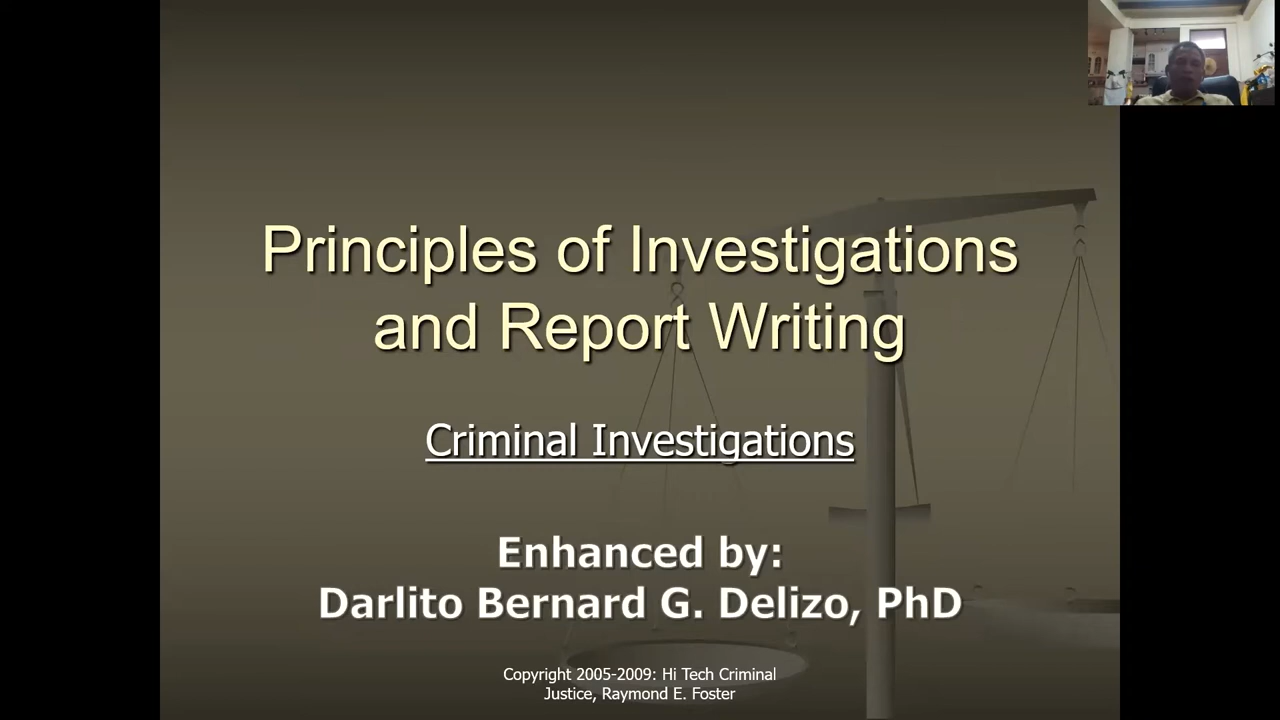 Principles of Investigations
and Report Writing
Criminal Investigations
Enhanced by:
Darlito Bernard G. Delizo, PhD
Copyright 2005-2009: Hi Tech Criminal
Justice, Raymond E. Foster